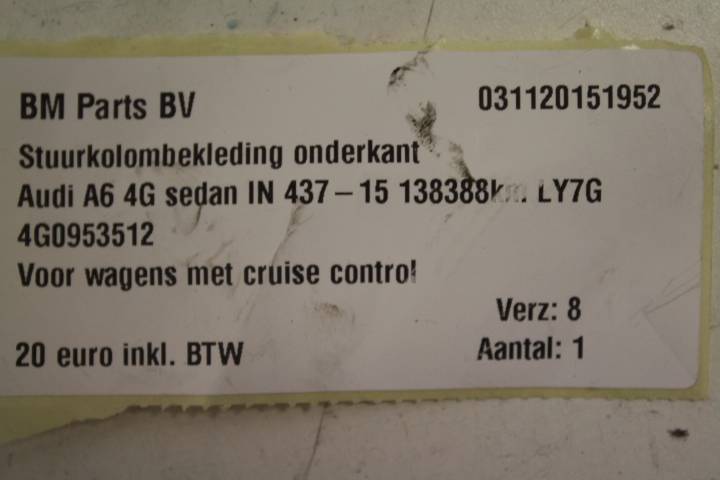 BM Parts BV 031120151952
Stuurkolombekleding onderkant
Audi A6 4G sedan IN 437-15 138388km LY7G
4G0953512
Voor wagens met cruise control
Verz: 8
20 euro inkl. BTW Aantal: 1